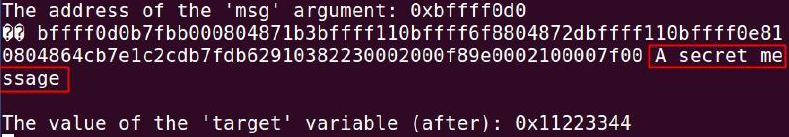 The address of the 'msg' argument: 0xbffff0d0
�� bffff0d0b7fbb000804871b3bffff110bffff6f8804872dbffff110bffff0e81
0804864cb7e1c2cdb7fdb62910382230002000f89e0002100007f00 A secret me
ssage
The value of the 'target' variable (after): 0x11223344